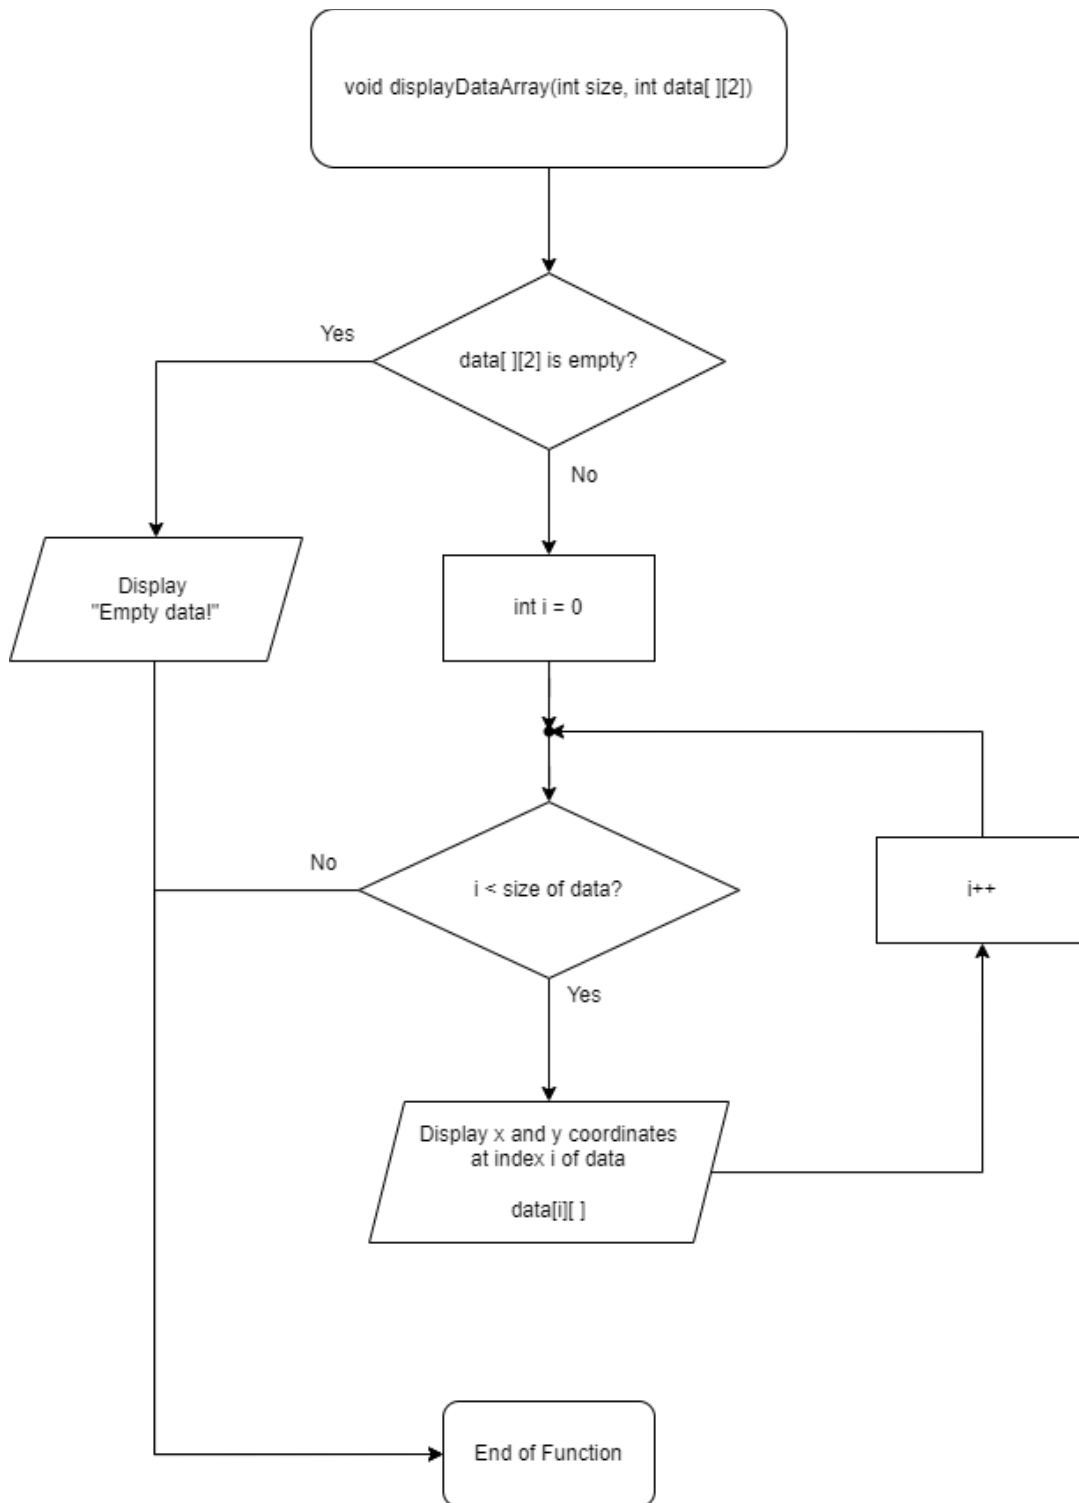 void displayDataArray(int size, int data[ ][2])
Yes
data[ ][2] is empty?
No
Display
"Empty data!"
int i = 0
No
i < size of data?
i++
Yes
Display x and y coordinates
at index i of data
data[i][ ]
End of Function